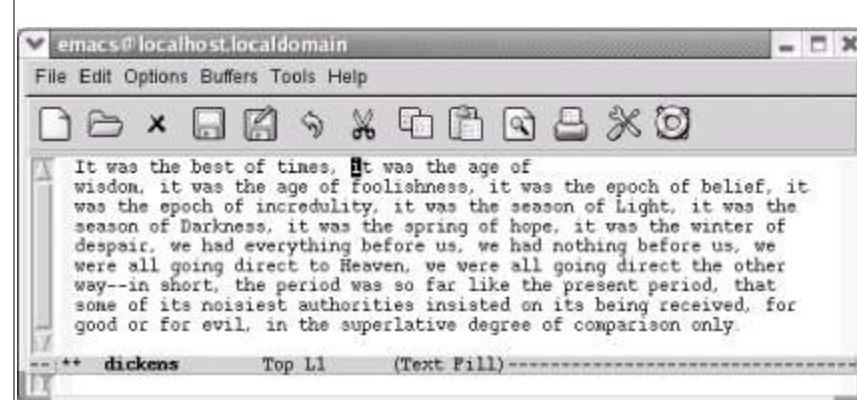 emacs@localhost.localdomain
File Edit Options Buffers Tools Help
It was the best of times, it was the age of
wisdom, it was the age of foolishness, it was the epoch of belief, it
was the epoch of incredulity, it was the season of Light, it was the
season of Darkness, it was the spring of hope, it was the winter of
despair, we had everything before us, we had nothing before us, we
were all going direct to Heaven, we were all going direct the other
way--in short, the period was so far like the present period, that
some of its noisiest authorities insisted on its being received, for
good or for evil, in the superlative degree of comparison only.
--:** dickens Top L1 (Text Fill)--------------------------------